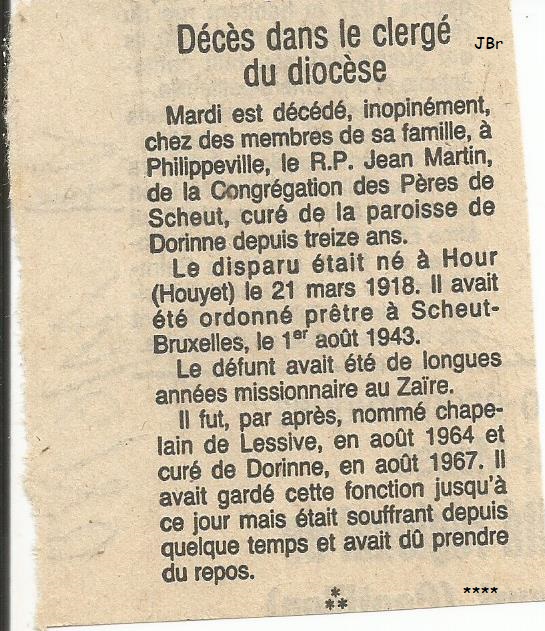 Décès dans le clergé
du diocèse
JBr
Mardi est décédé, inopinément,
chez des membres de sa famille, à
Philippeville, le R.P. Jean Martin,
de la Congrégation des Pères de
Scheut, curé de la paroisse de
Dorinne depuis treize ans.
Le disparu était né à Hour
(Houyet) le 21 mars 1918. Il avait
été ordonné prêtre à Scheut-
Bruxelles, le 1er août 1943.
Le défunt avait été de longues
années missionnaire au Zaïre.
Il fut, par après, nommé chape-
lain de Lessive, en août 1964 et
curé de Dorinne, en août 1967. Il
avait gardé cette fonction jusqu'à
ce jour mais était souffrant depuis
quelque temps et avait dû prendre
du repos.
⁂ ****